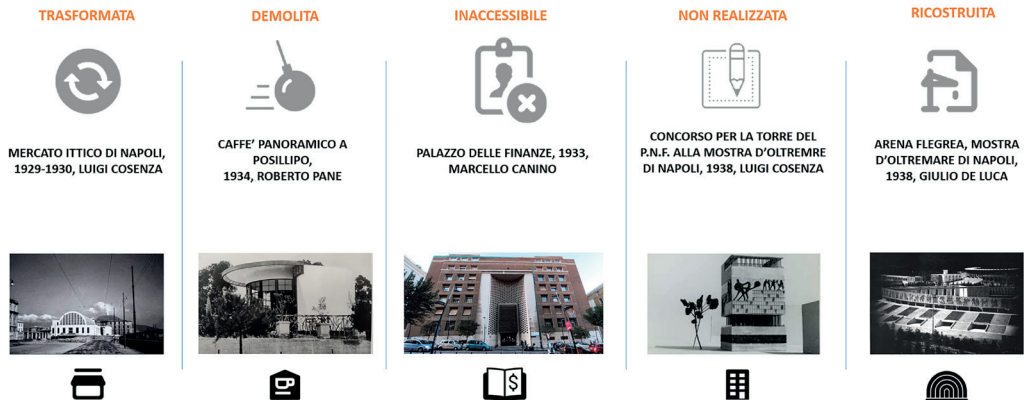 TRASFORMATA
MERCATO ITTICO DI NAPOLI,
1929-1930, LUIGI COSENZA
DEMOLITA
CAFFE’ PANORAMICO A
POSILLIPO,
1934, ROBERTO PANE
INACCESSIBILE
PALAZZO DELLE FINANZE, 1933,
MARCELLO CANINO
NON REALIZZATA
CONCORSO PER LA TORRE DEL
P.N.F. ALLA MOSTRA D’OLTREMRE
DI NAPOLI, 1938, LUIGI COSENZA
RICOSTRUITA
ARENA FLEGREA, MOSTRA
D’OLTREMARE DI NAPOLI,
1938, GIULIO DE LUCA
$